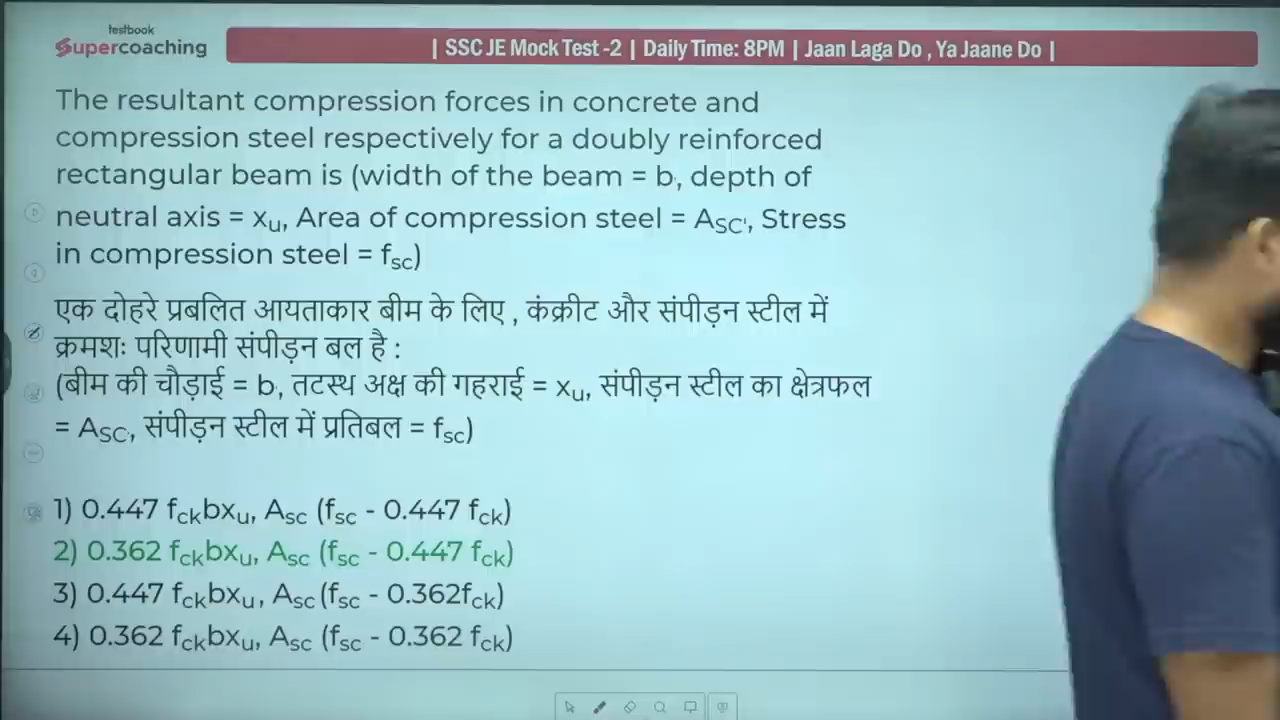 testbook
Supercoaching
| SSC JE Mock Test -2 | Daily Time: 8PM | Jaan Laga Do , Ya Jaane Do |
The resultant compression forces in concrete and
compression steel respectively for a doubly reinforced
rectangular beam is (width of the beam = b, depth of
neutral axis = xu, Area of compression steel = ASC', Stress
in compression steel = fsc)
एक दोहरे प्रबलित आयताकार बीम के लिए , कंक्रीट और संपीड़न स्टील में
क्रमशः परिणामी संपीड़न बल है :
(बीम की चौड़ाई = b, तटस्थ अक्ष की गहराई = xu, संपीड़न स्टील का क्षेत्रफल
= ASC, संपीड़न स्टील में प्रतिबल = fsc)
1) 0.447 fckbxu, Asc (fsc - 0.447 fck)
2) 0.362 fckbxu, Asc (fsc - 0.447 fck)
3) 0.447 fckbxu, Asc (fsc - 0.362fck)
4) 0.362 fckbxu, Asc (fsc - 0.362 fck)